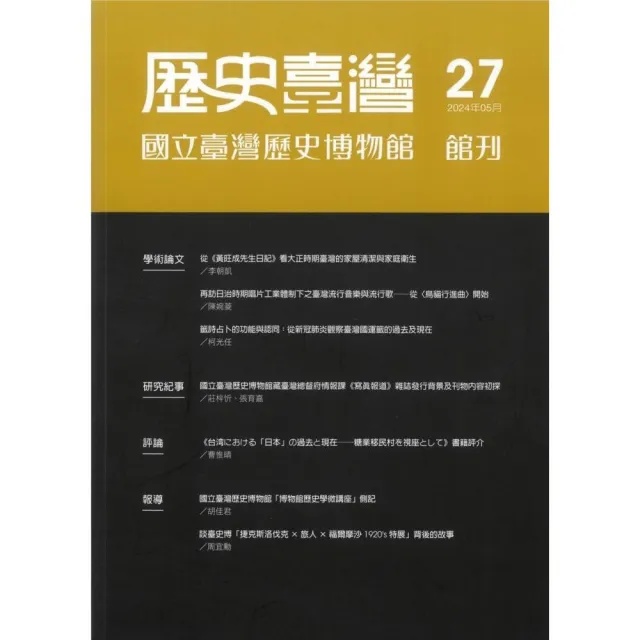 歷史臺灣
27
2024年05月
國立臺灣歷史博物館 館刊
學術論文
從《黃旺成先生日記》看大正時期臺灣的家屋清潔與家庭衛生
／李朝凱
再訪日治時期唱片工業體制下之臺灣流行音樂與流行歌——從〈烏貓行進曲〉開始
／陳婉菱
籤詩占卜的功能與認同：從新冠肺炎觀察臺灣國運籤的過去及現在
／柯光任
研究紀事
國立臺灣歷史博物館藏臺灣總督府情報課《寫真報道》雜誌發行背景及刊物內容初探
／莊梓忻、張育嘉
評論
《台湾における「日本」の過去と現在——糖業移民村を視座として》書籍評介
／曹惟晴
報導
國立臺灣歷史博物館「博物館歷史學微講座」側記
／胡佳君
談臺史博「捷克斯洛伐克 × 旅人 × 福爾摩沙 1920's 特展」背後的故事
／周宜勳